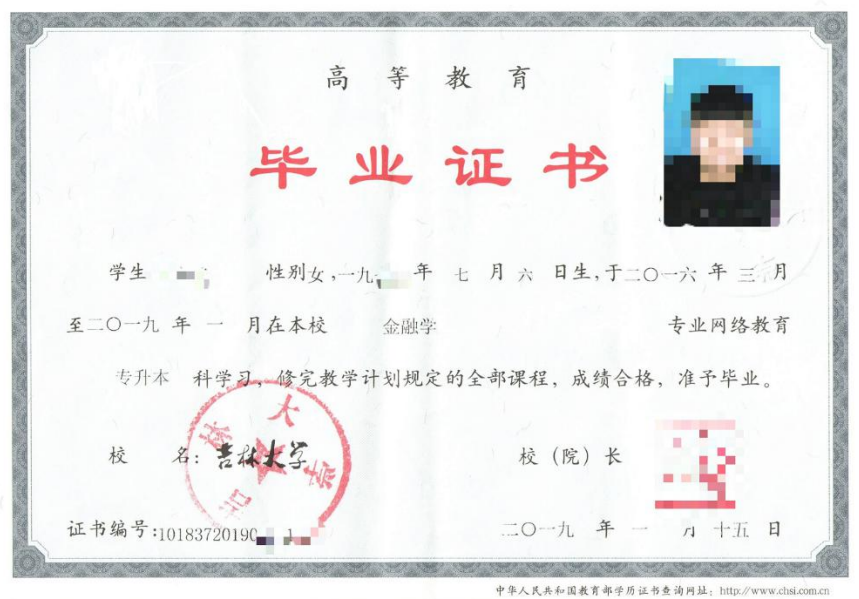 高等教育
毕业证书
学生 性别女,一九 年 七 月 六 日生,于二〇一六 年 三 月
至二〇一九 年 一 月在本校 金融学 专业网络教育
专升本 科学习,修完教学计划规定的全部课程,成绩合格,准予毕业。
校 名:吉林大学 校(院)长
吉林大学
证书编号:10183720190 二〇一九 年 一 月 十五 日
中华人民共和国教育部学历证书查询网址:http://www.chsi.com.cn